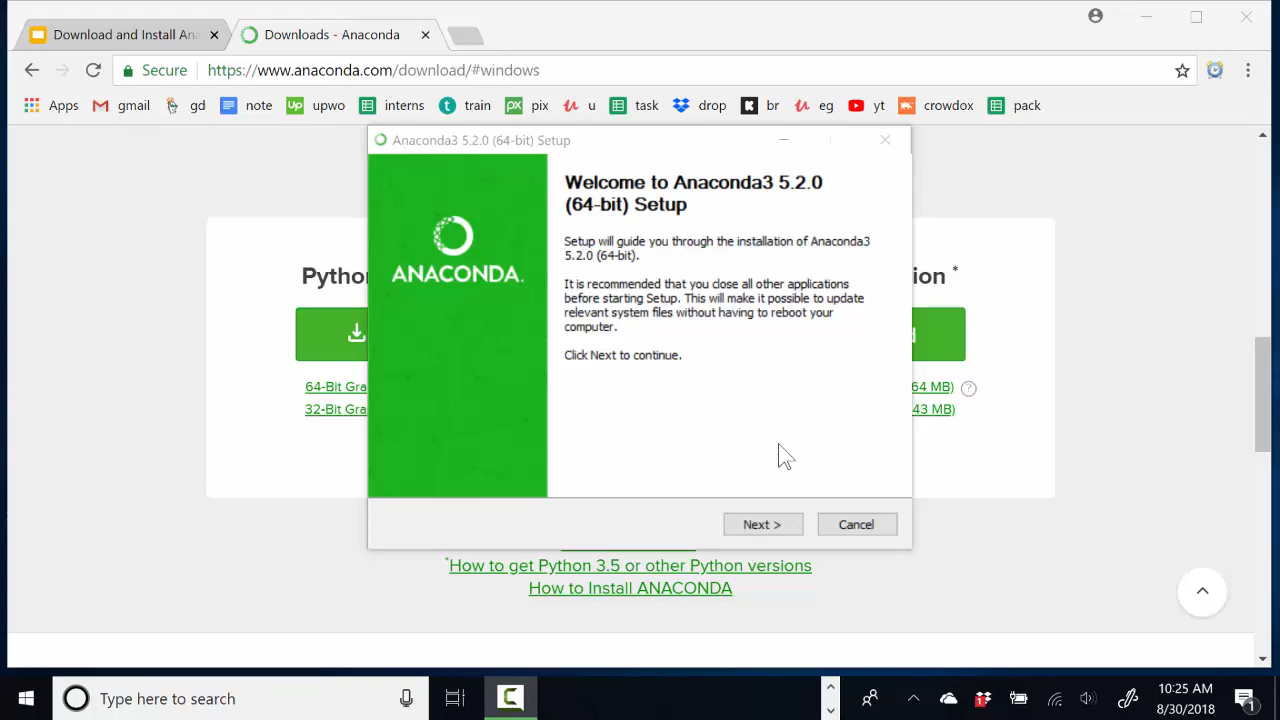 Download and Install Ana
Downloads - Anaconda
Secure
https://www.anaconda.com/download/#windows
Apps
gmail
gd
note
Up
upwo
interns
t
train
px
pix
u
task
drop
K
br
eg
yt
crowdox
pack
Anaconda3 5.2.0 (64-bit) Setup
Welcome to Anaconda3 5.2.0
(64-bit) Setup
ANACONDA.
Setup will guide you through the installation of Anaconda3
5.2.0 (64-bit).
It is recommended that you close all other applications
before starting Setup. This will make it possible to update
relevant system files without having to reboot your
computer.
Click Next to continue.
Next >
Cancel
Pytho
ion *
d
64-Bit Gra
64 MB)
?
32-Bit Gra
43 MB)
*How to get Python 3.5 or other Python versions
How to Install ANACONDA
Type here to search
C
1
10:25 AM
8/30/2018
1